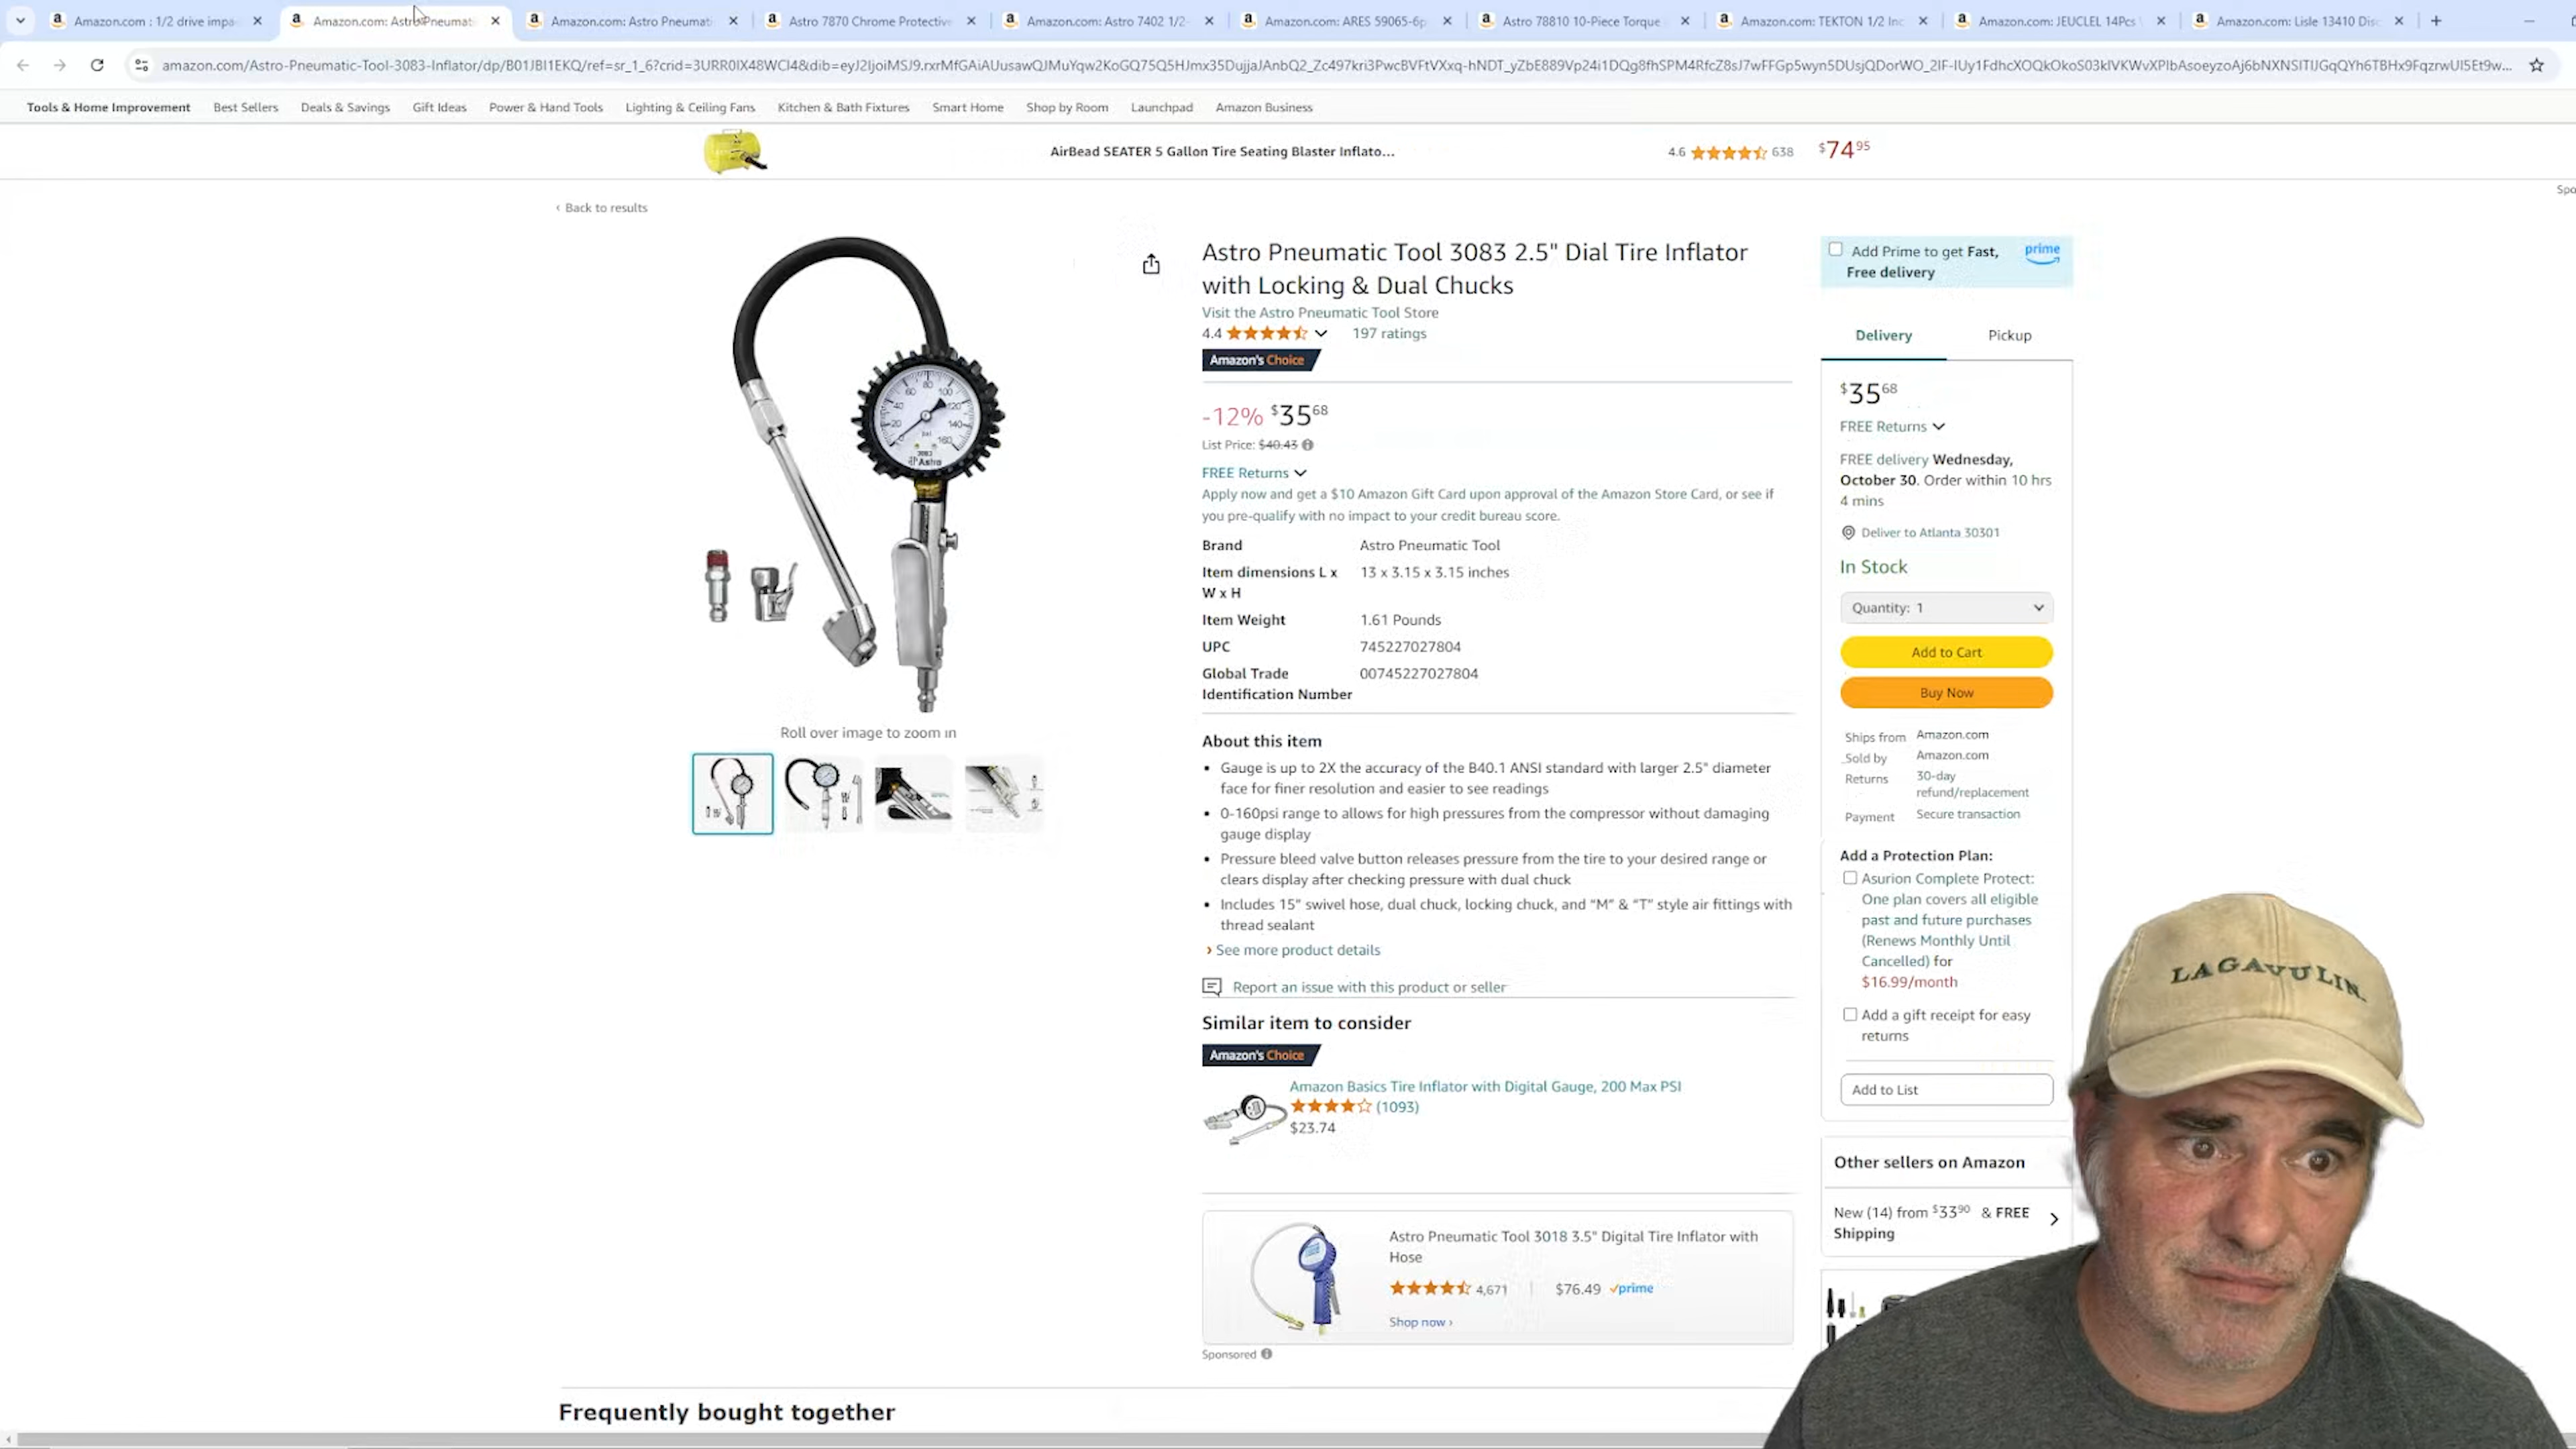 Amazon.com : 1/2 drive impa
Amazon.com: Astro Pneumat
Amazon.com: Astro Pneumati
Astro 7870 Chrome Protective
Amazon.com: Astro 7402 1/2-
Amazon.com: ARES 59065-6p
Astro 78810 10-Piece Torque
Amazon.com: TEKTON 1/2 Inc
Amazon.com: JEUCLEL 14Pcs
Amazon.com: Lisle 13410 Dis
Tools & Home Improvement Best Sellers Deals & Savings Gift Ideas Power & Hand Tools Lighting & Ceiling Fans Kitchen & Bath Fixtures Smart Home Shop by Room Launchpad Amazon Business
AirBead SEATER 5 Gallon Tire Seating Blaster Inflato... 4.6 638 $74 95
Spo
‹ Back to results
Astro Pneumatic Tool 3083 2.5" Dial Tire Inflator
with Locking & Dual Chucks
Visit the Astro Pneumatic Tool Store
4.4 197 ratings
Amazon's Choice
-12% $35 68
List Price: $40.43
FREE Returns
Apply now and get a $10 Amazon Gift Card upon approval of the Amazon Store Card, or see if
you pre-qualify with no impact to your credit bureau score.
Brand Astro Pneumatic Tool
Item dimensions L x 13 x 3.15 x 3.15 inches
W x H
Item Weight 1.61 Pounds
UPC 745227027804
Global Trade 00745227027804
Identification Number
About this item
• Gauge is up to 2X the accuracy of the B40.1 ANSI standard with larger 2.5" diameter
face for finer resolution and easier to see readings
• 0-160psi range to allows for high pressures from the compressor without damaging
gauge display
• Pressure bleed valve button releases pressure from the tire to your desired range or
clears display after checking pressure with dual chuck
• Includes 15" swivel hose, dual chuck, locking chuck, and "M" & "T" style air fittings with
thread sealant
› See more product details
Report an issue with this product or seller
Similar item to consider
Amazon's Choice
Amazon Basics Tire Inflator with Digital Gauge, 200 Max PSI
(1093)
$23.74
Astro Pneumatic Tool 3018 3.5" Digital Tire Inflator with
Hose
4,671 | $76.49 prime
Shop now ›
Sponsored
0 20 40 60 80 100 120 140 160
psi
3083
Astro
Roll over image to zoom in
Add Prime to get Fast, prime
Free delivery
Delivery Pickup
$35 68
FREE Returns
FREE delivery Wednesday,
October 30. Order within 10 hrs
4 mins
Deliver to Atlanta 30301
In Stock
Quantity: 1
Add to Cart
Buy Now
Ships from Amazon.com
Sold by Amazon.com
Returns 30-day
refund/replacement
Payment Secure transaction
Add a Protection Plan:
Asurion Complete Protect:
One plan covers all eligible
past and future purchases
(Renews Monthly Until
Cancelled) for
$16.99/month
Add a gift receipt for easy
returns
Add to List
Other sellers on Amazon
New (14) from $33 90 & FREE
Shipping
LAGAVULIN.
Frequently bought together